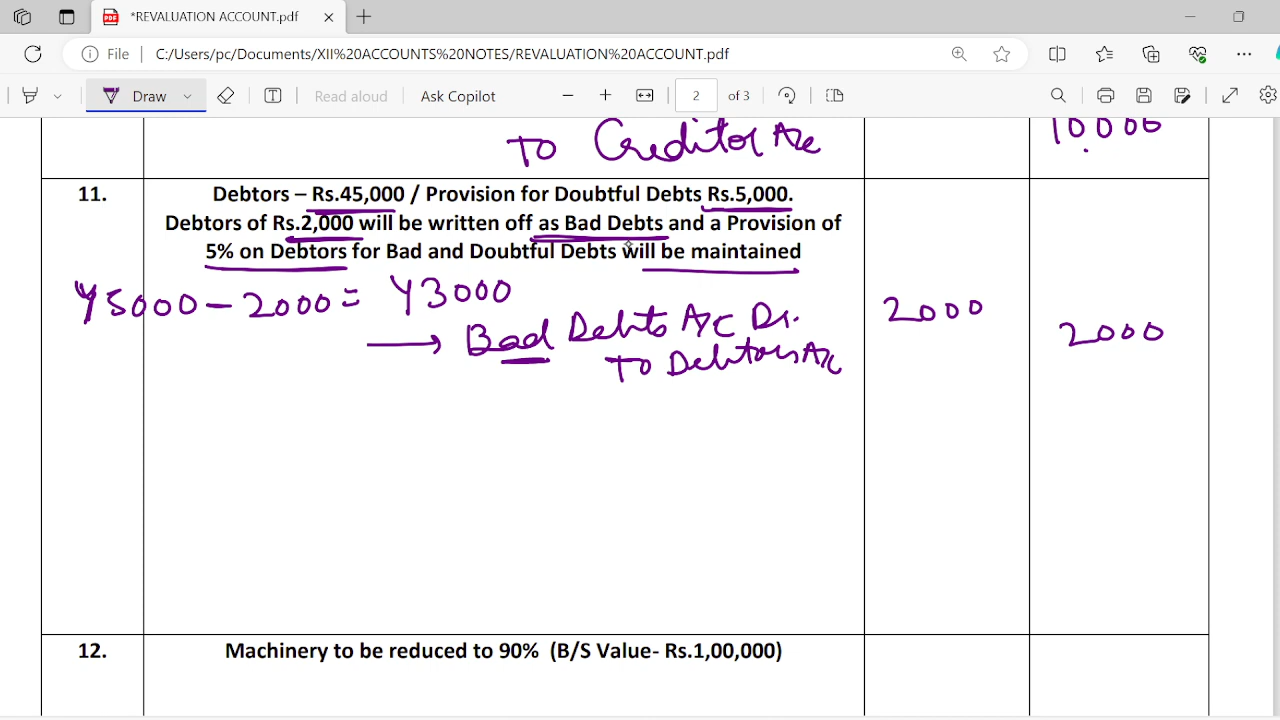 *REVALUATION ACCOUNT.pdf
File C:/Users/pc/Documents/XII%20ACCOUNTS%20NOTES/REVALUATION%20ACCOUNT.pdf
Draw Read aloud Ask Copilot 2 of 3
To Creditor A/c 10,000
11. Debtors – Rs.45,000 / Provision for Doubtful Debts Rs.5,000.
Debtors of Rs.2,000 will be written off as Bad Debts and a Provision of
5% on Debtors for Bad and Doubtful Debts will be maintained
45000 – 2000 = 43000
→ Bad Debts A/c Dr. 2000
To Debtors A/c 2000
12. Machinery to be reduced to 90% (B/S Value- Rs.1,00,000)